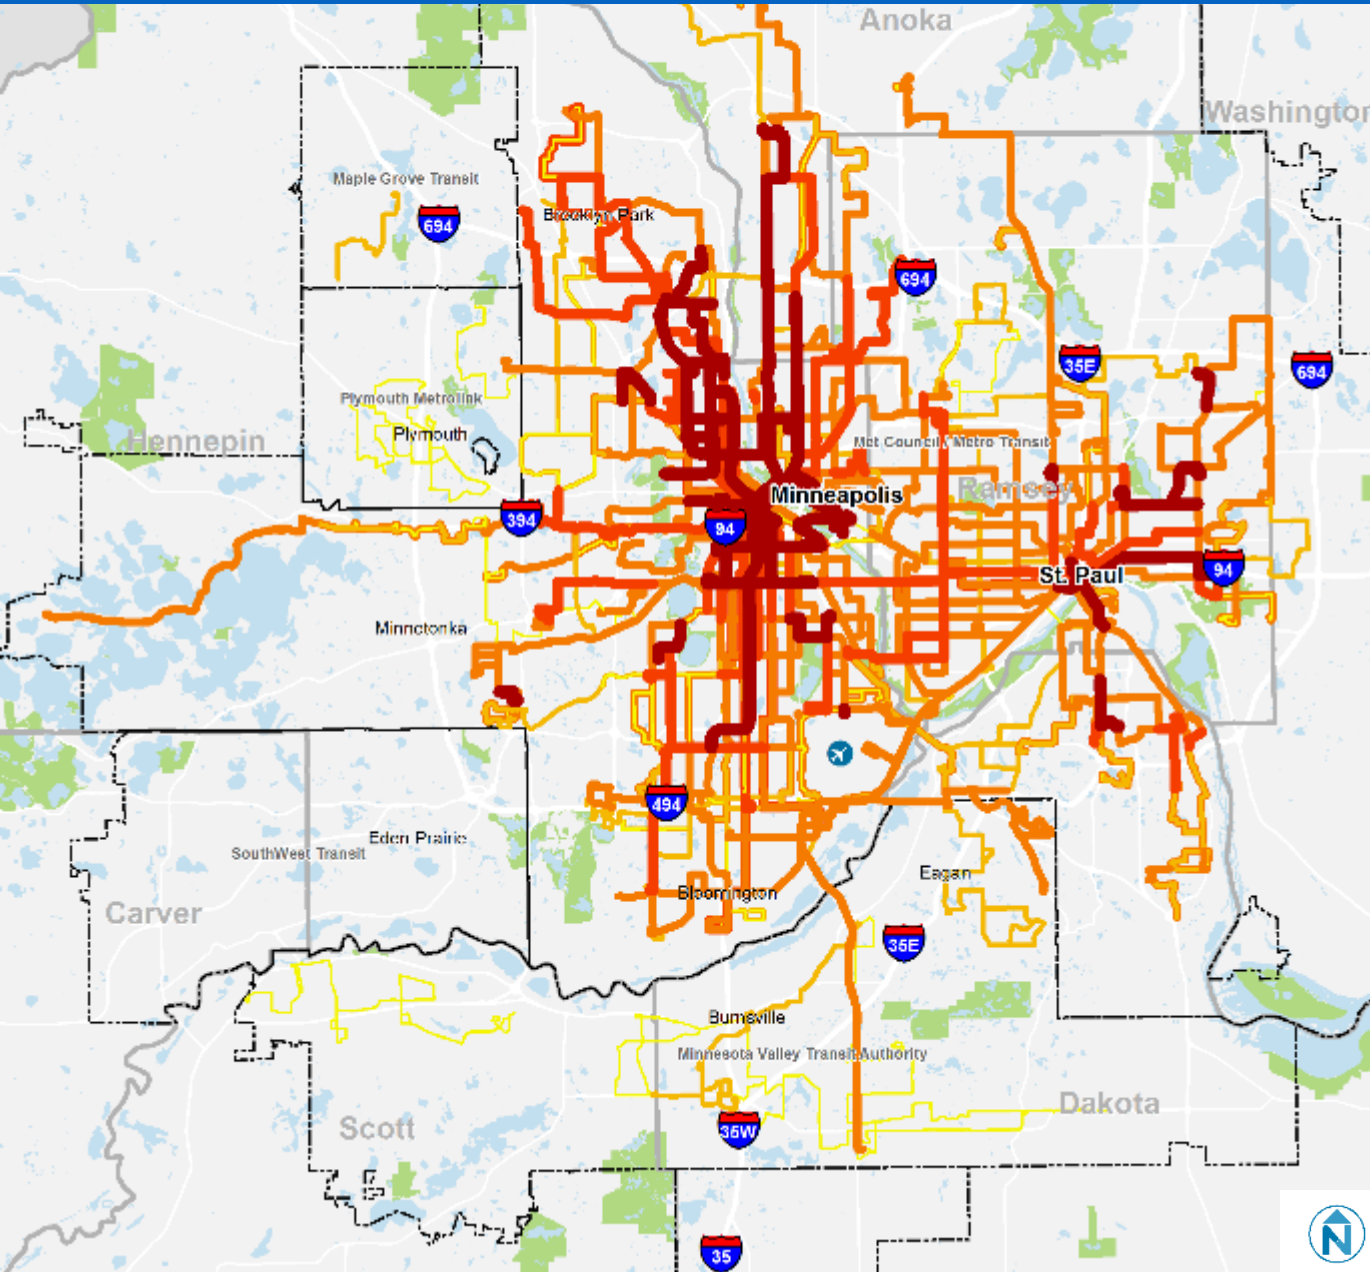 Anoka
Washington
Maple Grove Transit
694
Brooklyn Park
694
35E
694
Plymouth Metrolink
Plymouth
Hennepin
Met Council / Metro Transit
Ramsey
Minneapolis
394
94
St. Paul
94
Minnetonka
494
Eden Prairie
SouthWest Transit
Eagan
Bloomington
Carver
35E
Burnsville
Minnesota Valley Transit Authority
Dakota
Scott
35W
35
N